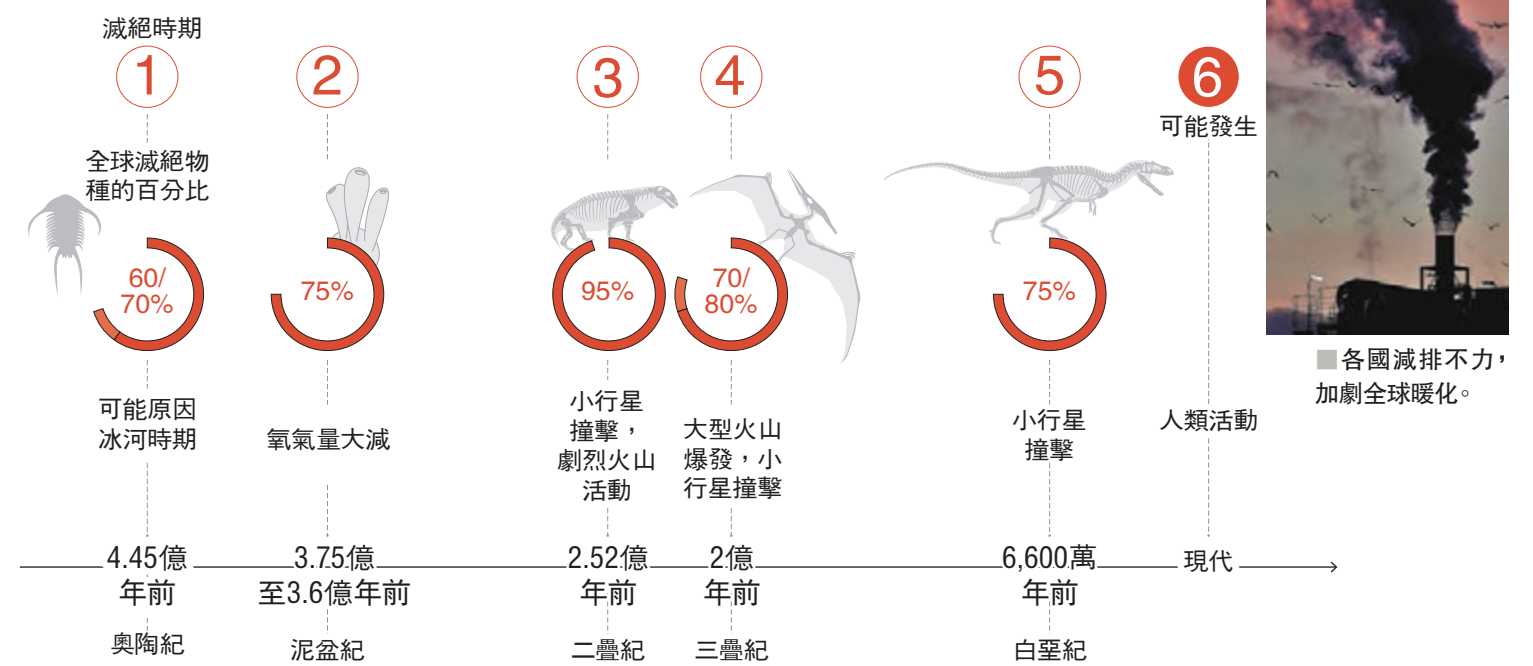 滅絕時期
1
2
3
4
5
6
可能發生
全球滅絕物
種的百分比
60/
70%
75%
95%
70/
80%
75%
可能原因
冰河時期
氧氣量大減
小行星
撞擊，
劇烈火山
活動
大型火山
爆發，小
行星撞擊
小行星
撞擊
人類活動
4.45億
年前
3.75億
至3.6億年前
2.52億
年前
2億
年前
6,600萬
年前
現代
奧陶紀
泥盆紀
二疊紀
三疊紀
白堊紀
各國減排不力，
加劇全球暖化。